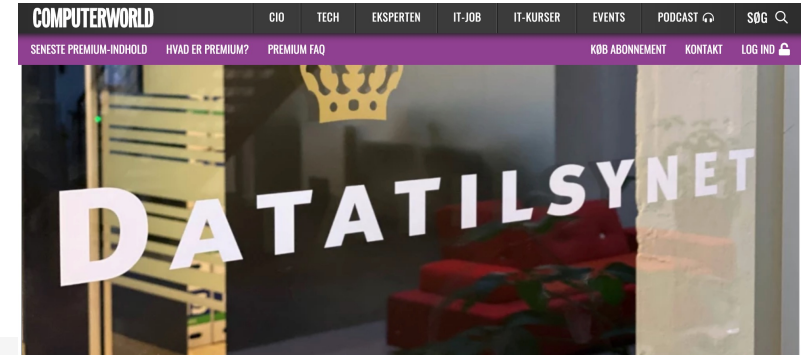 COMPUTERWORLD CIO TECH EKSPERTEN IT-JOB IT-KURSER EVENTS PODCAST SØG
SENESTE PREMIUM-INDHOLD HVAD ER PREMIUM? PREMIUM FAQ KØB ABONNEMENT KONTAKT LOG IND
DATATILSYNET